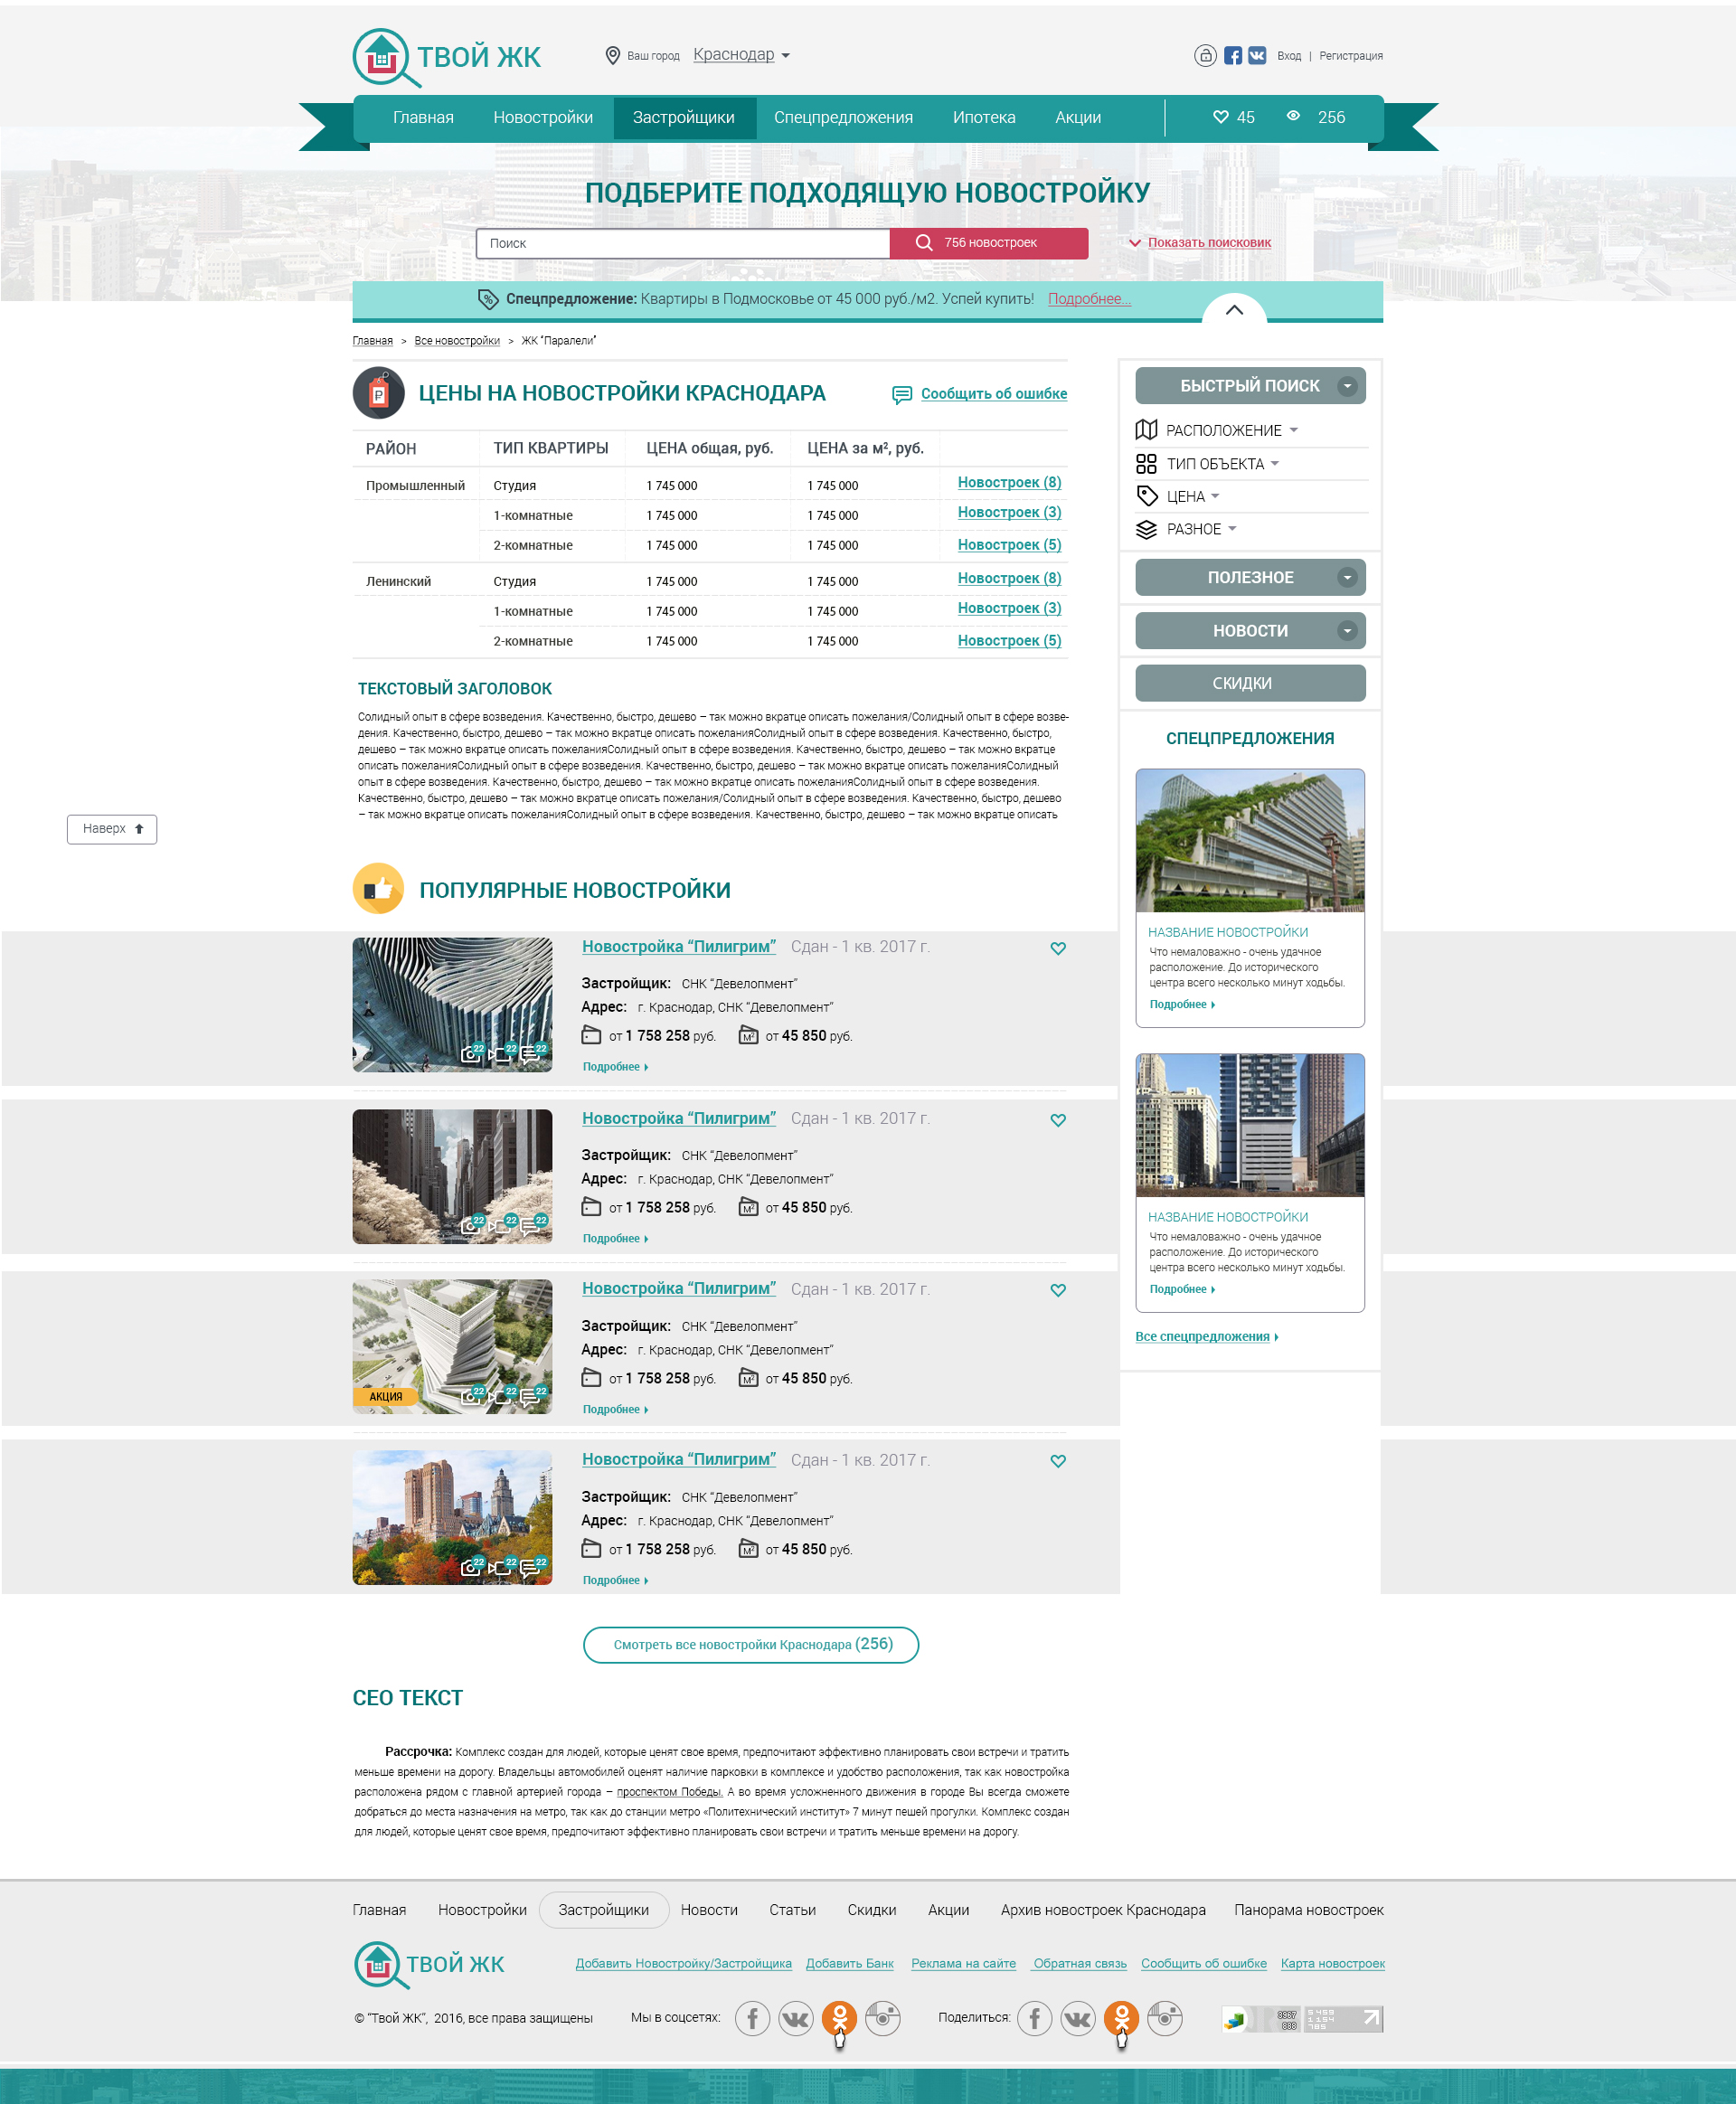 ТВОЙ ЖК
Ваш город Краснодар
Вход | Регистрация
Главная Новостройки Застройщики Спецпредложения Ипотека Акции 45 256
ПОДБЕРИТЕ ПОДХОДЯЩУЮ НОВОСТРОЙКУ
Поиск 756 новостроек Показать поисковик
Спецпредложение: Квартиры в Подмосковье от 45 000 руб./м2. Успей купить! Подробнее...
Главная > Все новостройки > ЖК “Паралели”
ЦЕНЫ НА НОВОСТРОЙКИ КРАСНОДАРА Сообщить об ошибке
РАЙОН ТИП КВАРТИРЫ ЦЕНА общая, руб. ЦЕНА за м², руб.
Промышленный Студия 1 745 000 1 745 000 Новостроек (8)
1-комнатные 1 745 000 1 745 000 Новостроек (3)
2-комнатные 1 745 000 1 745 000 Новостроек (5)
Ленинский Студия 1 745 000 1 745 000 Новостроек (8)
1-комнатные 1 745 000 1 745 000 Новостроек (3)
2-комнатные 1 745 000 1 745 000 Новостроек (5)
ТЕКСТОВЫЙ ЗАГОЛОВОК
Солидный опыт в сфере возведения. Качественно, быстро, дешево – так можно вкратце описать пожелания/Солидный опыт в сфере возве-
дения. Качественно, быстро, дешево – так можно вкратце описать пожеланияСолидный опыт в сфере возведения. Качественно, быстро,
дешево – так можно вкратце описать пожеланияСолидный опыт в сфере возведения. Качественно, быстро, дешево – так можно вкратце
описать пожеланияСолидный опыт в сфере возведения. Качественно, быстро, дешево – так можно вкратце описать пожеланияСолидный
опыт в сфере возведения. Качественно, быстро, дешево – так можно вкратце описать пожеланияСолидный опыт в сфере возведения.
Качественно, быстро, дешево – так можно вкратце описать пожелания/Солидный опыт в сфере возведения. Качественно, быстро, дешево
– так можно вкратце описать пожеланияСолидный опыт в сфере возведения. Качественно, быстро, дешево – так можно вкратце описать
Наверх
ПОПУЛЯРНЫЕ НОВОСТРОЙКИ
Новостройка “Пилигрим” Сдан - 1 кв. 2017 г.
Застройщик: СНК “Девелопмент”
Адрес: г. Краснодар, СНК “Девелопмент”
от 1 758 258 руб. М² от 45 850 руб.
22 22 22
Подробнее
Новостройка “Пилигрим” Сдан - 1 кв. 2017 г.
Застройщик: СНК “Девелопмент”
Адрес: г. Краснодар, СНК “Девелопмент”
от 1 758 258 руб. М² от 45 850 руб.
22 22 22
Подробнее
Новостройка “Пилигрим” Сдан - 1 кв. 2017 г.
Застройщик: СНК “Девелопмент”
Адрес: г. Краснодар, СНК “Девелопмент”
от 1 758 258 руб. М² от 45 850 руб.
АКЦИЯ 22 22 22
Подробнее
Новостройка “Пилигрим” Сдан - 1 кв. 2017 г.
Застройщик: СНК “Девелопмент”
Адрес: г. Краснодар, СНК “Девелопмент”
от 1 758 258 руб. М² от 45 850 руб.
22 22 22
Подробнее
Смотреть все новостройки Краснодара (256)
БЫСТРЫЙ ПОИСК
РАСПОЛОЖЕНИЕ
ТИП ОБЪЕКТА
ЦЕНА
РАЗНОЕ
ПОЛЕЗНОЕ
НОВОСТИ
СКИДКИ
СПЕЦПРЕДЛОЖЕНИЯ
НАЗВАНИЕ НОВОСТРОЙКИ
Что немаловажно - очень удачное
расположение. До исторического
центра всего несколько минут ходьбы.
Подробнее
НАЗВАНИЕ НОВОСТРОЙКИ
Что немаловажно - очень удачное
расположение. До исторического
центра всего несколько минут ходьбы.
Подробнее
Все спецпредложения
СЕО ТЕКСТ
Рассрочка: Комплекс создан для людей, которые ценят свое время, предпочитают эффективно планировать свои встречи и тратить
меньше времени на дорогу. Владельцы автомобилей оценят наличие парковки в комплексе и удобство расположения, так как новостройка
расположена рядом с главной артерией города – проспектом Победы. А во время усложненного движения в городе Вы всегда сможете
добраться до места назначения на метро, так как до станции метро «Политехнический институт» 7 минут пешей прогулки. Комплекс создан
для людей, которые ценят свое время, предпочитают эффективно планировать свои встречи и тратить меньше времени на дорогу.
Главная Новостройки Застройщики Новости Статьи Скидки Акции Архив новостроек Краснодара Панорама новостроек
ТВОЙ ЖК
Добавить Новостройку/Застройщика Добавить Банк Реклама на сайте Обратная связь Сообщить об ошибке Карта новостроек
© “Твой ЖК”, 2016, все права защищены Мы в соцсетях: Поделиться: